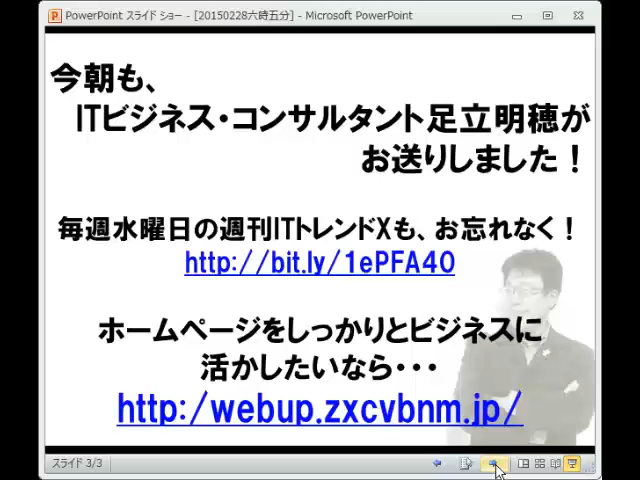 PowerPoint スライド ショー - [20150228六時五分] - Microsoft PowerPoint
今朝も、
ITビジネス・コンサルタント足立明穂が
お送りしました！
毎週水曜日の週刊ITトレンドXも、お忘れなく！
http://bit.ly/1ePFA4O
ホームページをしっかりとビジネスに
活かしたいなら・・・
http:/webup.zxcvbnm.jp/
スライド 3/3